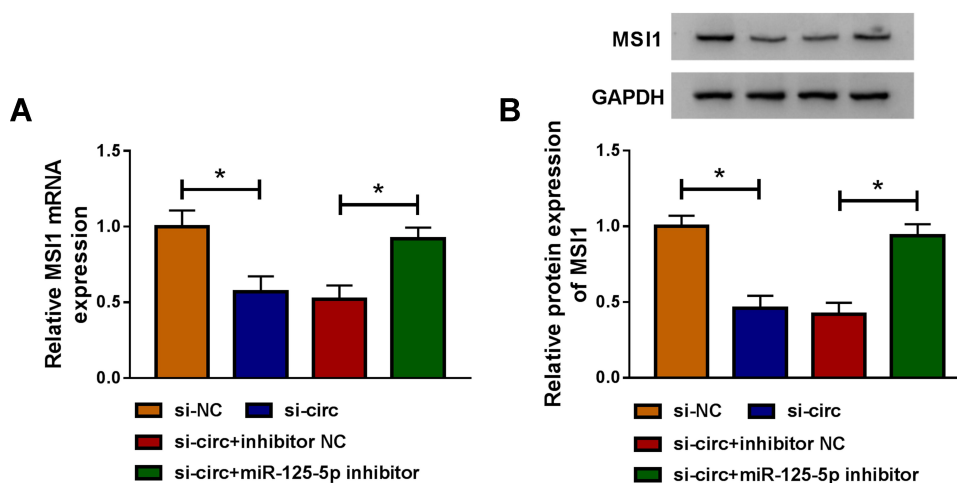 A
Relative MSI1 mRNA
expression
1.5
1.0
0.5
0.0
*
*
si-NC
si-circ
si-circ+inhibitor NC
si-circ+miR-125-5p inhibitor
B
MSI1
GAPDH
Relative protein expression
of MSI1
1.5
1.0
0.5
0.0
*
*
si-NC
si-circ
si-circ+inhibitor NC
si-circ+miR-125-5p inhibitor